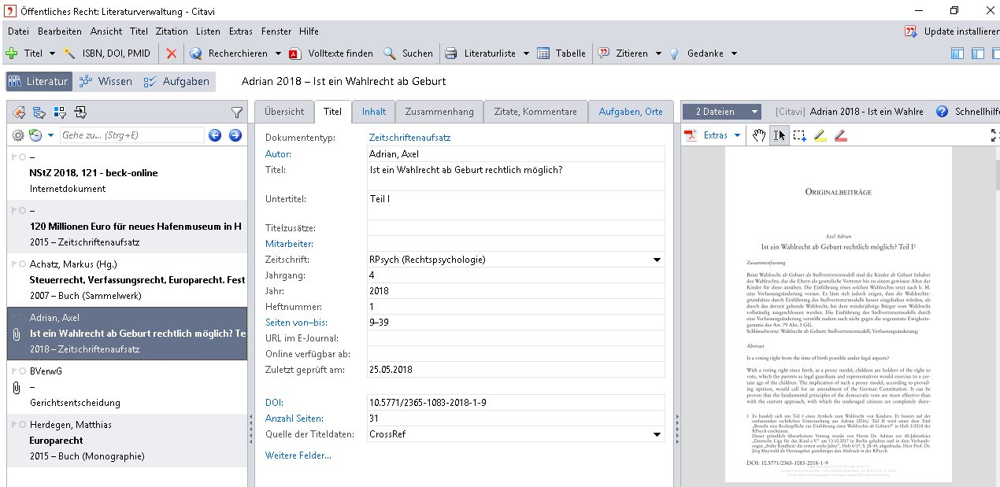 Öffentliches Recht: Literaturverwaltung - Citavi
Datei Bearbeiten Ansicht Titel Zitation Listen Extras Fenster Hilfe
Update installieren
Titel ISBN, DOI, PMID Recherchieren Volltexte finden Suchen Literaturliste Tabelle Zitieren Gedanke
Literatur Wissen Aufgaben
Adrian 2018 – Ist ein Wahlrecht ab Geburt
Gehe zu... (Strg+E)
–
NStZ 2018, 121 - beck-online
Internetdokument
–
120 Millionen Euro für neues Hafenmuseum in H
2015 – Zeitschriftenaufsatz
Achatz, Markus (Hg.)
Steuerrecht, Verfassungsrecht, Europarecht. Fest
2007 – Buch (Sammelwerk)
Adrian, Axel
Ist ein Wahlrecht ab Geburt rechtlich möglich? Te
2018 – Zeitschriftenaufsatz
BVerwG
–
Gerichtsentscheidung
Herdegen, Matthias
Europarecht
2015 – Buch (Monographie)
Übersicht Titel Inhalt Zusammenhang Zitate, Kommentare Aufgaben, Orte
Dokumententyp: Zeitschriftenaufsatz
Autor: Adrian, Axel
Titel: Ist ein Wahlrecht ab Geburt rechtlich möglich?
Untertitel: Teil I
Titelzusätze:
Mitarbeiter:
Zeitschrift: RPsych (Rechtspsychologie)
Jahrgang: 4
Jahr: 2018
Heftnummer: 1
Seiten von–bis: 9–39
URL im E-Journal:
Online verfügbar ab:
Zuletzt geprüft am: 25.05.2018
DOI: 10.5771/2365-1083-2018-1-9
Anzahl Seiten: 31
Quelle der Titeldaten: CrossRef
Weitere Felder...
2 Dateien [Citavi] Adrian 2018 - Ist ein Wahlre Schnellhilfe
Extras
ORIGINALBEITRÄGE
Axel Adrian
Ist ein Wahlrecht ab Geburt rechtlich möglich? Teil I¹
Zusammenfassung
Beim Wahlrecht ab Geburt als Stellvertretermodell sind die Kinder ab Geburt Inhaber
des Wahlrechts, das die Eltern als gesetzliche Vertreter bis zu einem gewissen Alter der
Kinder für diese ausüben. Die Einführung eines solchen Wahlrechts setzt nach h. M.
eine Verfassungsänderung voraus. Es lässt sich jedoch zeigen, dass die Wahlrechts-
grundsätze durch Einführung des Stellvertretermodells besser eingehalten würden, als
durch das derzeit geltende Wahlrecht, bei dem minderjährige Bürger vom Wahlrecht
vollständig ausgeschlossen werden. Die Einführung des Stellvertretermodells durch
eine Verfassungsänderung verstößt zudem auch nicht gegen die sogenannte Ewigkeits-
garantie des Art. 79 Abs. 3 GG.
Schlüsselworte: Wahlrecht ab Geburt; Stellvertretermodell; Verfassungsänderung;
Abstract
Is a voting right from the time of birth possible under legal aspects?
With a voting right since birth, as a proxy model, children are holders of the right to
vote, which the parents as legal guardians and representatives would exercise to a cer-
tain age of the children. The implication of such a proxy model, according to prevail-
ing opinion, would call for an amendment of the German Constitution. It can be
proven that the fundamental principles of the democratic vote are more effective than
with the current approach, with which the underaged citizens are completely disre-
1 Es handelt sich um Teil I eines Artikels zum Wahlrecht von Kindern. Er basiert auf der
umfassenden rechtlichen Untersuchung aus Adrian (2016). Teil II wird unter dem Titel
„Besteht eine Rechtspflicht zur Einführung eines Wahlrechts ab Geburt?“ in Heft 2/2018 der
RPsych erscheinen.
Dieser gründlich überarbeitete Vortrag wurde von Herrn Dr. Adrian zur 40-Jahresfeier
„Deutsche Liga für das Kind e.V.“ am 13.10.2017 in Berlin gehalten und in dem Verbands-
organ „frühe Kindheit/ die ersten sechs Jahre“, Heft 6/17, S. 28-45, abgedruckt. Herr Prof. Dr.
Jörg Maywald als Herausgeber genehmigte den Abdruck in der RPsych.
DOI: 10.5771/2365-1083-2018-1-9